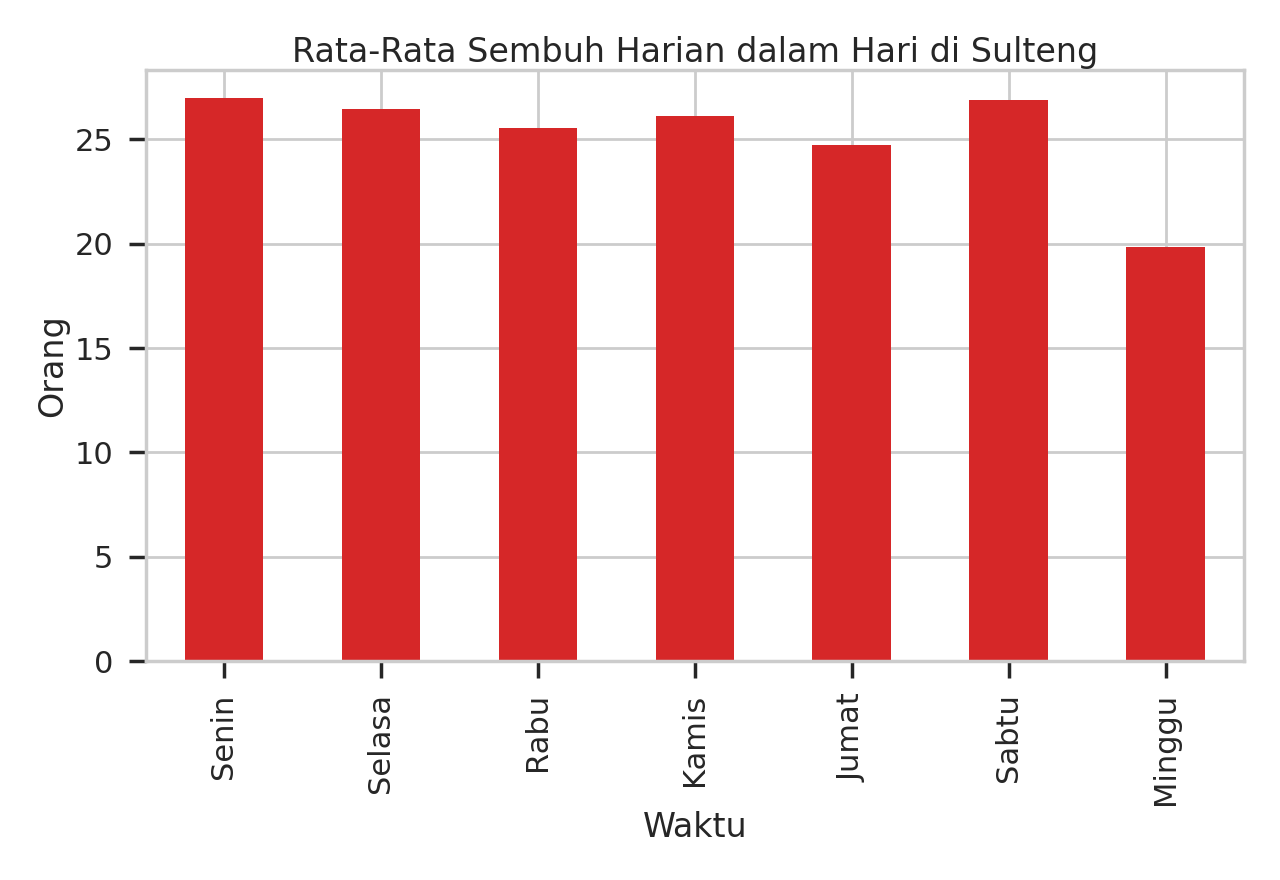 Rata-Rata Sembuh Harian dalam Hari di Sulteng
Orang
25
20
15
10
5
0
Senin
Selasa
Rabu
Kamis
Jumat
Sabtu
Minggu
Waktu